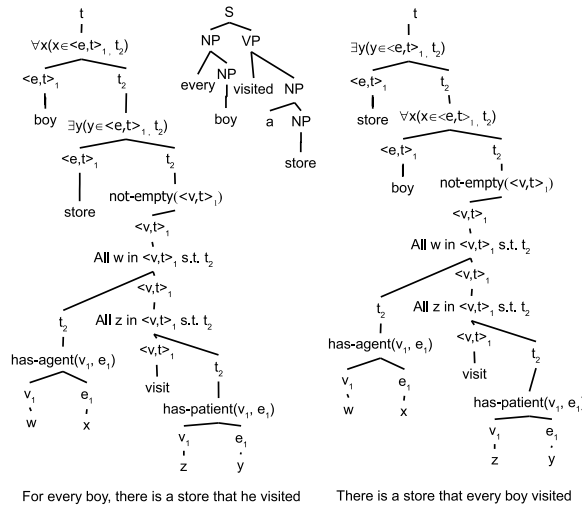 t
∀x(x∈<e,t>₁, t₂)
<e,t>₁ t₂
boy
∃y(y∈<e,t>₁, t₂)
<e,t>₁ t₂
store
not-empty(<v,t>₁)
<v,t>₁
All w in <v,t>₁ s.t. t₂
<v,t>₁
t₂
All z in <v,t>₁ s.t. t₂
has-agent(v₁, e₁)
<v,t>₁
t₂
v₁ e₁
visit
w x
has-patient(v₁, e₁)
v₁ e₁
z y
For every boy, there is a store that he visited
S
NP VP
every NP visited NP
boy
a NP
store
t
∃y(y∈<e,t>₁, t₂)
<e,t>₁ t₂
store
∀x(x∈<e,t>₁, t₂)
<e,t>₁ t₂
boy
not-empty(<v,t>₁)
<v,t>₁
All w in <v,t>₁ s.t. t₂
<v,t>₁
t₂
All z in <v,t>₁ s.t. t₂
has-agent(v₁, e₁)
<v,t>₁
t₂
v₁ e₁
visit
w x
has-patient(v₁, e₁
v₁ e₁
z y
There is a store that every boy visited